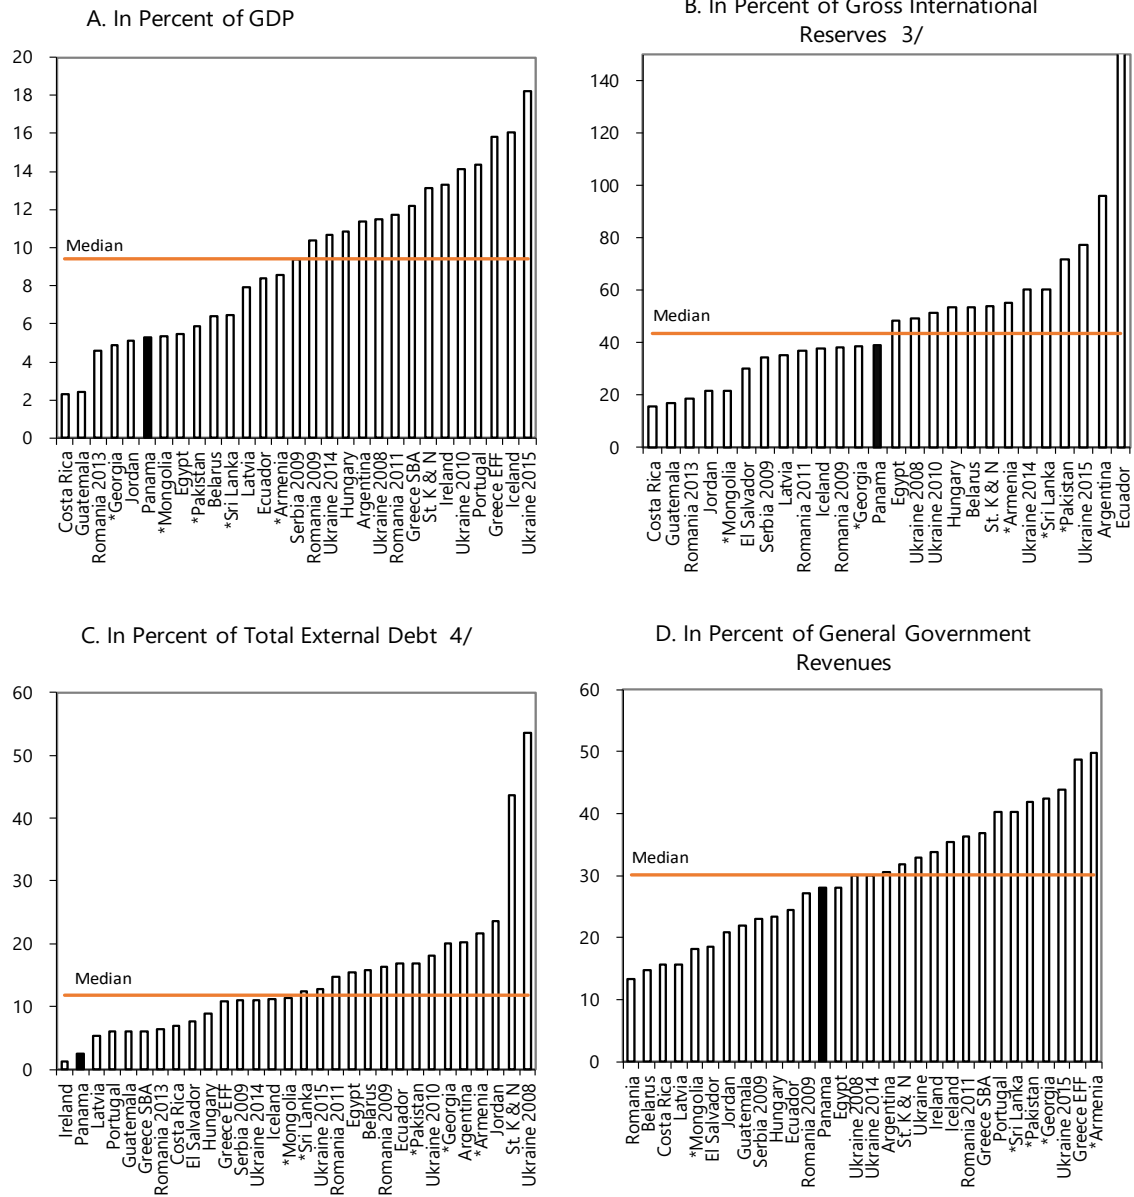 A. In Percent of GDP
20
18
16
14
12
10
8
6
4
2
0
Median
Costa Rica
Guatemala
Romania 2013
*Georgia
Jordan
Panama
*Mongolia
Egypt
*Pakistan
Belarus
*Sri Lanka
Latvia
Ecuador
*Armenia
Serbia 2009
Romania 2009
Ukraine 2014
Hungary
Argentina
Ukraine 2008
Romania 2011
Greece SBA
St. K & N
Ireland
Ukraine 2010
Portugal
Greece EFF
Iceland
Ukraine 2015
B. In Percent of Gross International
Reserves 3/
140
120
100
80
60
40
20
0
Median
Costa Rica
Guatemala
Romania 2013
Jordan
*Mongolia
El Salvador
Serbia 2009
Latvia
Romania 2011
Iceland
Romania 2009
*Georgia
Panama
Egypt
Ukraine 2008
Ukraine 2010
Hungary
Belarus
St. K & N
*Armenia
Ukraine 2014
*Sri Lanka
*Pakistan
Ukraine 2015
Argentina
Ecuador
C. In Percent of Total External Debt 4/
60
50
40
30
20
10
0
Median
Ireland
Panama
Latvia
Portugal
Guatemala
Greece SBA
Romania 2013
Costa Rica
El Salvador
Hungary
Greece EFF
Serbia 2009
Ukraine 2014
Iceland
*Mongolia
*Sri Lanka
Ukraine 2015
Romania 2011
Egypt
Belarus
Romania 2009
Ecuador
*Pakistan
Ukraine 2010
*Georgia
Argentina
*Armenia
Jordan
St. K & N
Ukraine 2008
D. In Percent of General Government
Revenues
60
50
40
30
20
10
0
Median
Romania
Belarus
Costa Rica
Latvia
*Mongolia
El Salvador
Jordan
Guatemala
Serbia 2009
Hungary
Ecuador
Romania 2009
Panama
Egypt
Ukraine 2008
Ukraine 2014
Argentina
St. K & N
Ukraine
Ireland
Iceland
Romania 2011
Greece SBA
Portugal
*Sri Lanka
*Pakistan
*Georgia
Ukraine 2015
Greece EFF
*Armenia